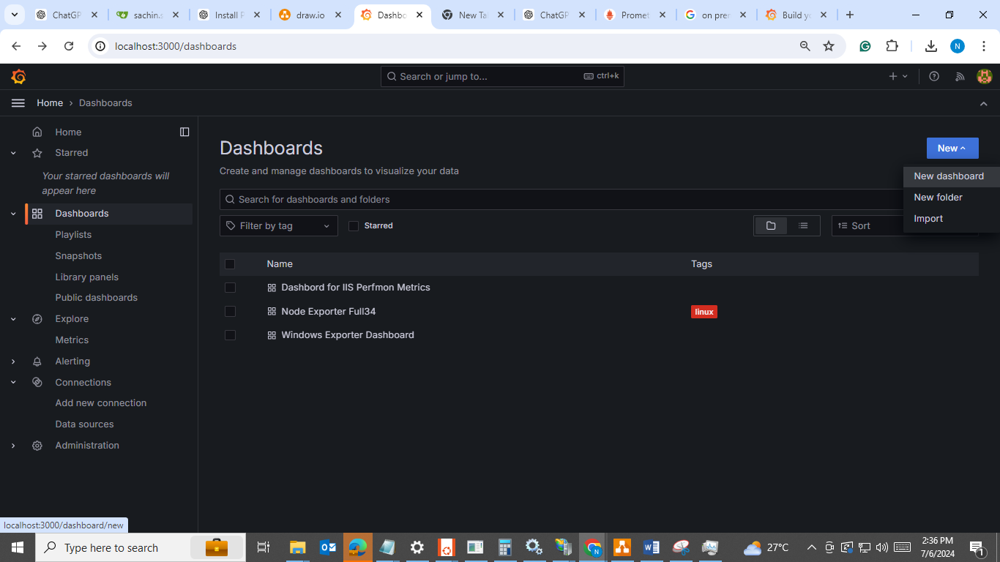 ChatGP
sachin.s
Install P
draw.io
Dashbo
New Tal
ChatGP
Promet
on prer
Build yo
localhost:3000/dashboards
N
Search or jump to...
ctrl+k
Home › Dashboards
Home
Starred
Your starred dashboards will
appear here
Dashboards
Playlists
Snapshots
Library panels
Public dashboards
Explore
Metrics
Alerting
Connections
Add new connection
Data sources
Administration
Dashboards
Create and manage dashboards to visualize your data
New
New dashboard
New folder
Import
Search for dashboards and folders
Filter by tag
Starred
Sort
Name Tags
Dashbord for IIS Perfmon Metrics
Node Exporter Full34 linux
Windows Exporter Dashboard
localhost:3000/dashboard/new
Type here to search
27°C
2:36 PM
7/6/2024
1